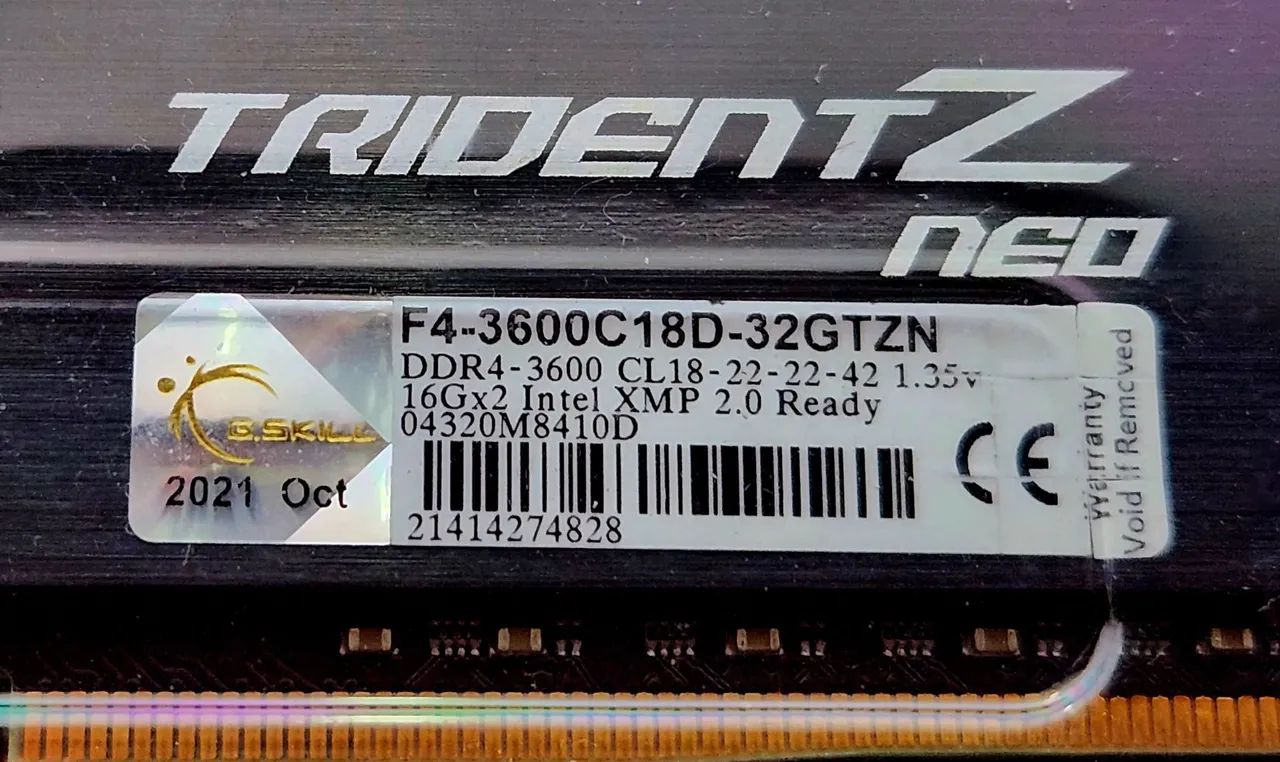 TRIDENTZ
NEO
G.SKILL
2021 Oct
F4-3600C18D-32GTZN
DDR4-3600 CL18-22-22-42 1.35v
16Gx2 Intel XMP 2.0 Ready
04320M8410D
21414274828
CE
Warranty
Void if Removed